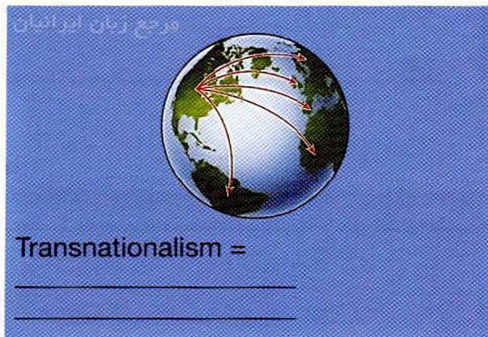 مرجع زبان ایرانیان
Transnationalism =